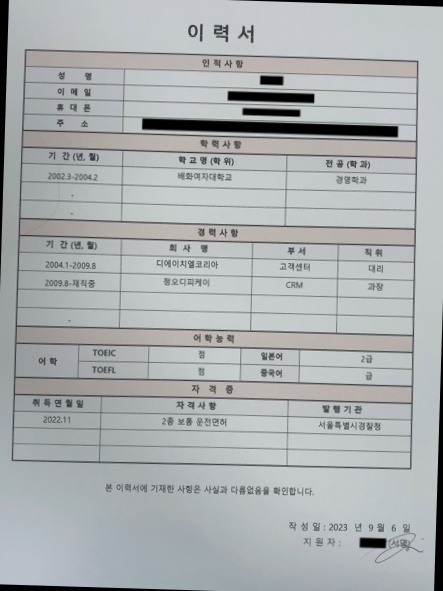 이 력 서
인 적 사 항
성 명
이 메 일
휴 대 폰
주 소
학 력 사 항
기 간 (년, 월) 학 교 명 (학 위) 전 공 (학 과)
2002.3-2004.2 배화여자대학교 경영학과
-
-
경 력 사 항
기 간 (년, 월) 회 사 명 부 서 직 위
2004.1-2009.8 디에이치엘코리아 고객센터 대리
2009.8-재직중 정오디피케이 CRM 과장
-
어 학 능 력
어 학 TOEIC 점 일본어 2급
TOEFL 점 중국어 급
자 격 증
취 득 연 월 일 자 격 사 항 발 행 기 관
2022.11 2종 보통 운전면허 서울특별시경찰청
본 이력서에 기재한 사항은 사실과 다름없음을 확인합니다.
작 성 일 : 2023 년 9 월 6 일
지 원 자 : (서명)